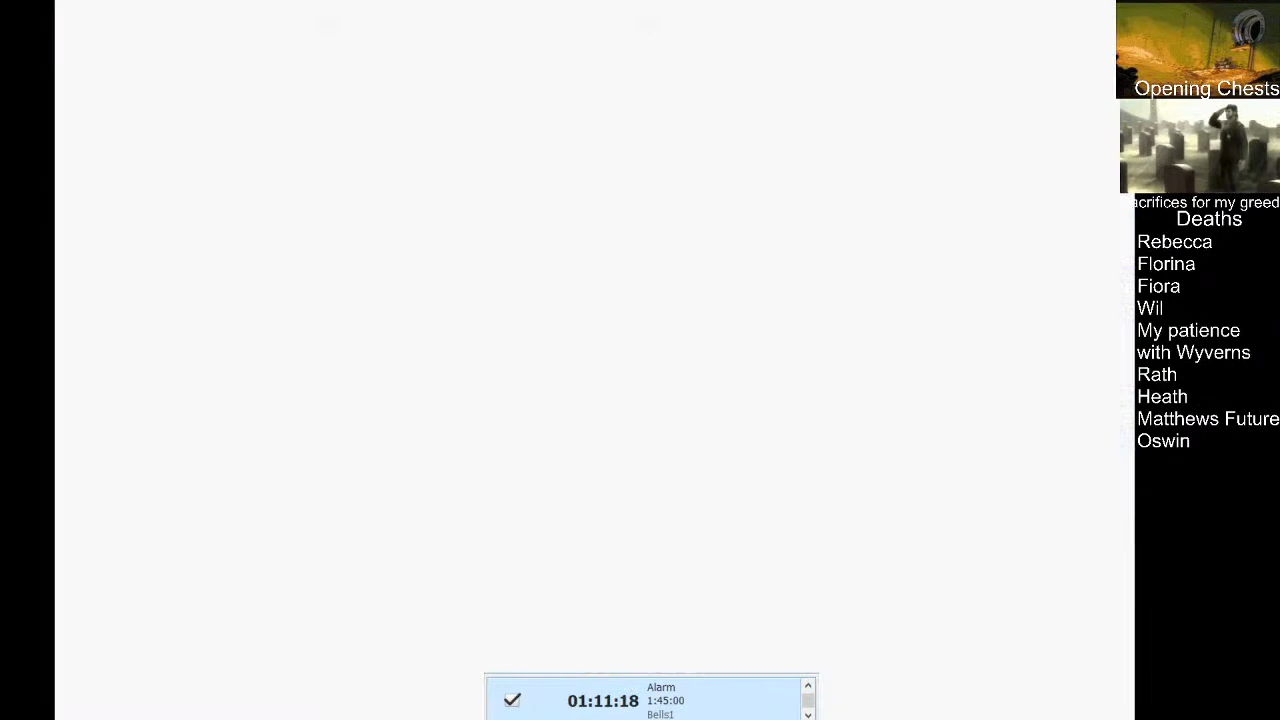 Opening Chests
acrifices for my greed
Deaths
Rebecca
Florina
Fiora
Wil
My patience
with Wyverns
Rath
Heath
Matthews Future
Oswin
Alarm
01:11:18
1:45:00
Bells1